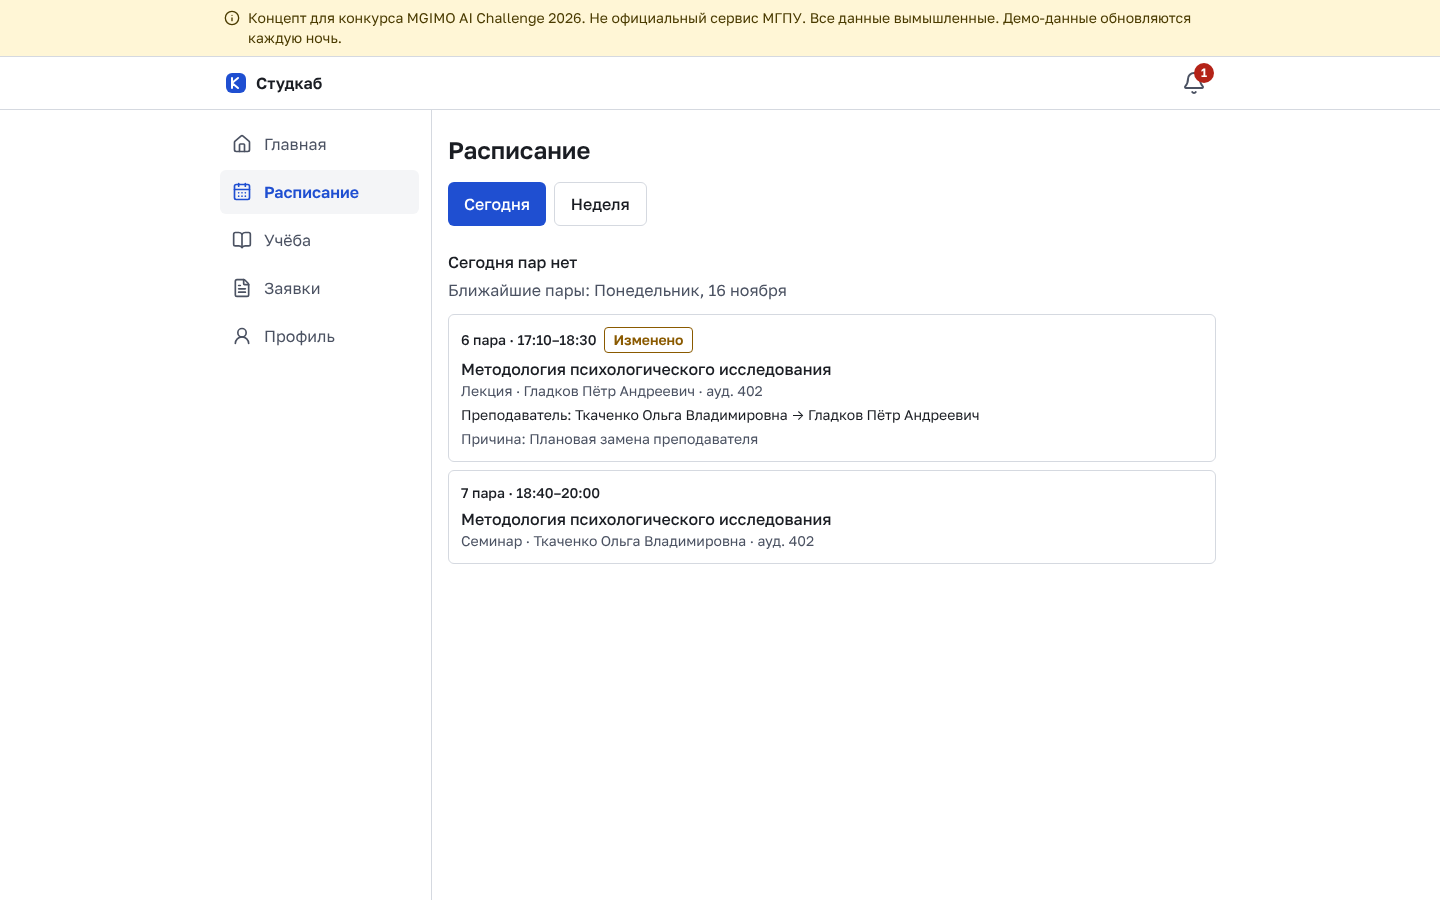 Концепт для конкурса MGIMO AI Challenge 2026. Не официальный сервис МГПУ. Все данные вымышленные. Демо-данные обновляются
каждую ночь.
Студкаб
1
Главная
Расписание
Учёба
Заявки
Профиль
Расписание
Сегодня
Неделя
Сегодня пар нет
Ближайшие пары: Понедельник, 16 ноября
6 пара · 17:10–18:30 Изменено
Методология психологического исследования
Лекция · Гладков Пётр Андреевич · ауд. 402
Преподаватель: Ткаченко Ольга Владимировна → Гладков Пётр Андреевич
Причина: Плановая замена преподавателя
7 пара · 18:40–20:00
Методология психологического исследования
Семинар · Ткаченко Ольга Владимировна · ауд. 402